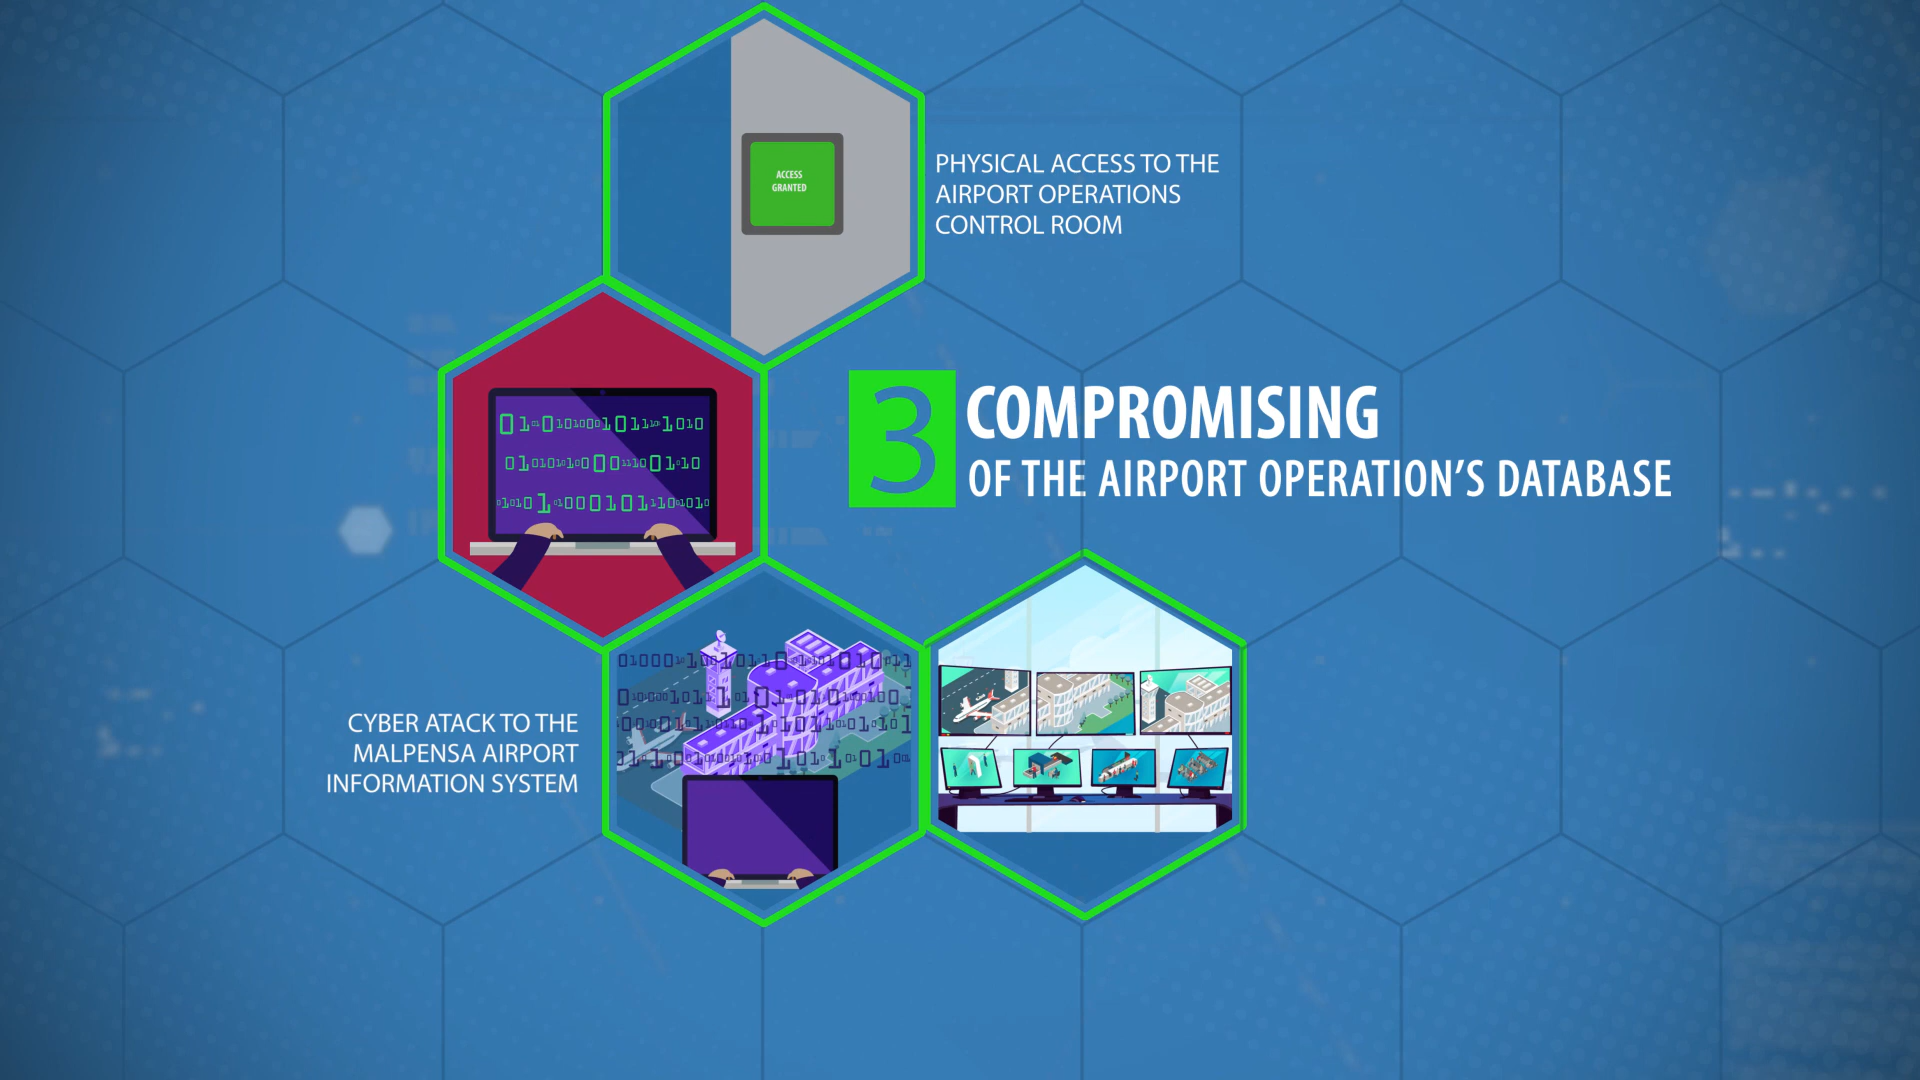 ACCESS
GRANTED
PHYSICAL ACCESS TO THE
AIRPORT OPERATIONS
CONTROL ROOM
3 COMPROMISING
OF THE AIRPORT OPERATION'S DATABASE
CYBER ATACK TO THE
MALPENSA AIRPORT
INFORMATION SYSTEM